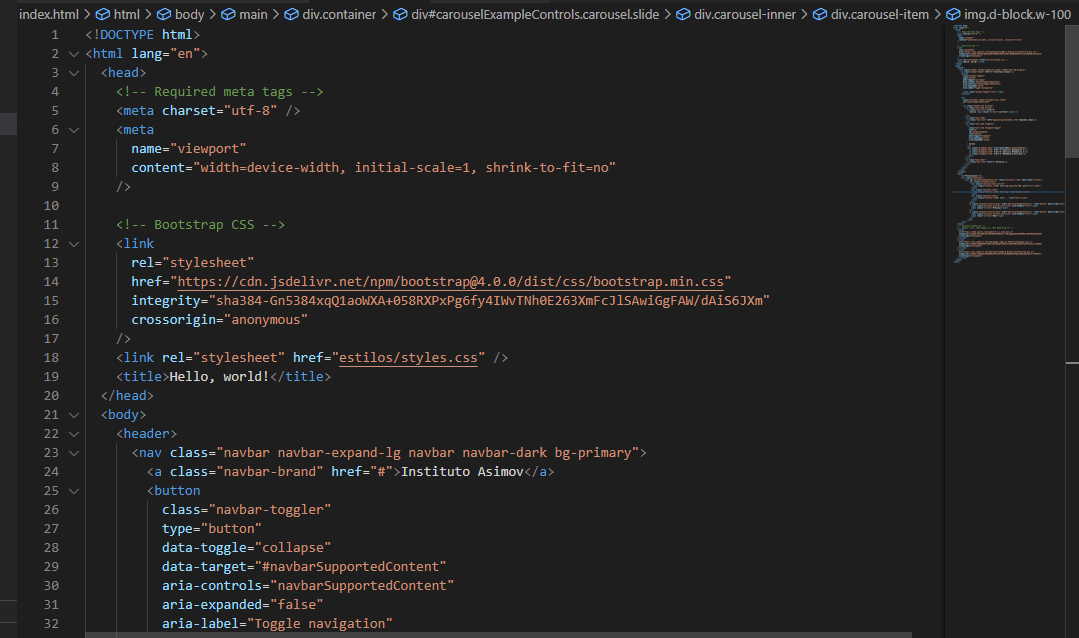 index.html > html > body > main > div.container > div#carouselExampleControls.carousel.slide > div.carousel-inner > div.carousel-item > img.d-block.w-100
1 <!DOCTYPE html>
2 <html lang="en">
3 <head>
4 <!-- Required meta tags -->
5 <meta charset="utf-8" />
6 <meta
7 name="viewport"
8 content="width=device-width, initial-scale=1, shrink-to-fit=no"
9 />
10
11 <!-- Bootstrap CSS -->
12 <link
13 rel="stylesheet"
14 href="https://cdn.jsdelivr.net/npm/bootstrap@4.0.0/dist/css/bootstrap.min.css"
15 integrity="sha384-Gn5384xqQ1aoWXA+058RXPxPg6fy4IWvTNh0E263XmFcJlSAwiGgFAW/dAiS6JXm"
16 crossorigin="anonymous"
17 />
18 <link rel="stylesheet" href="estilos/styles.css" />
19 <title>Hello, world!</title>
20 </head>
21 <body>
22 <header>
23 <nav class="navbar navbar-expand-lg navbar navbar-dark bg-primary">
24 <a class="navbar-brand" href="#">Instituto Asimov</a>
25 <button
26 class="navbar-toggler"
27 type="button"
28 data-toggle="collapse"
29 data-target="#navbarSupportedContent"
30 aria-controls="navbarSupportedContent"
31 aria-expanded="false"
32 aria-label="Toggle navigation"